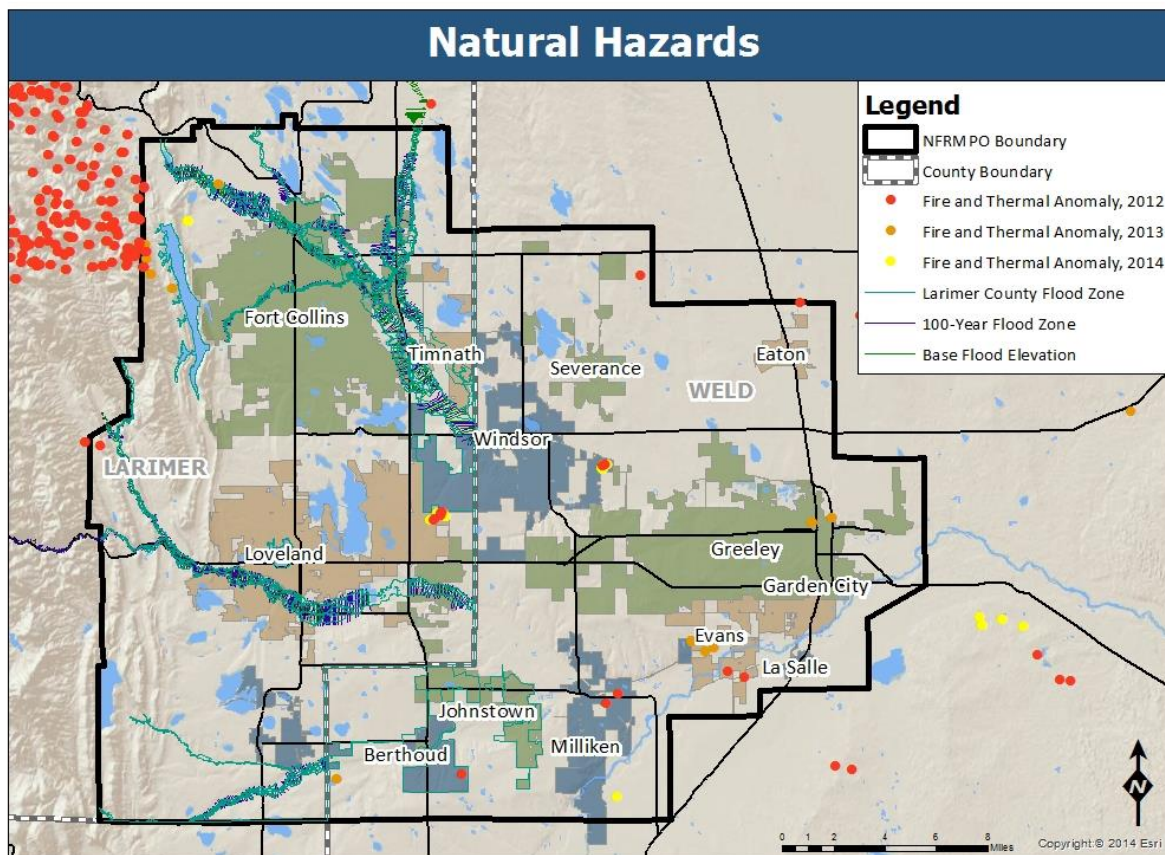 Natural Hazards
Legend
NFRMPO Boundary
County Boundary
Fire and Thermal Anomaly, 2012
Fire and Thermal Anomaly, 2013
Fire and Thermal Anomaly, 2014
Larimer County Flood Zone
100-Year Flood Zone
Base Flood Elevation
Fort Collins
Timnath
Severance
Eaton
WELD
Windsor
LARIMER
Loveland
Greeley
Garden City
Evans
La Salle
Johnstown
Berthoud
Milliken
N
0 2 4 6 8
Miles
Copyright:© 2014 Esri